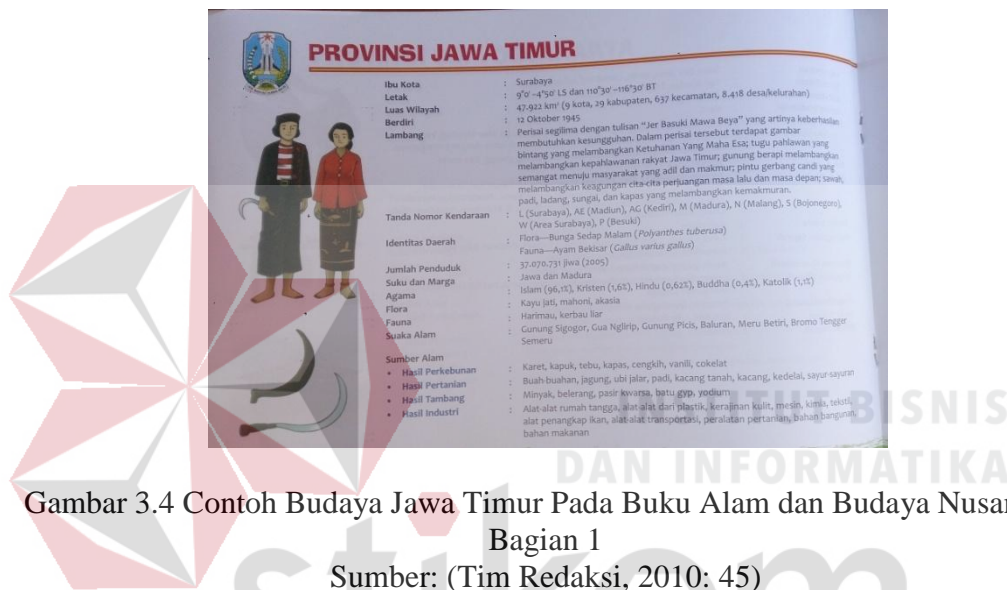 PROVINSI JAWA TIMUR
Ibu Kota : Surabaya
Letak : 9°0' –4°50' LS dan 110°30' –116°30' BT
Luas Wilayah : 47.922 km² (9 kota, 29 kabupaten, 637 kecamatan, 8.418 desa/kelurahan)
Berdiri : 12 Oktober 1945
Lambang : Perisai segilima dengan tulisan “Jer Basuki Mawa Beya” yang artinya keberhasilan
membutuhkan kesungguhan. Dalam perisai tersebut terdapat gambar
bintang yang melambangkan Ketuhanan Yang Maha Esa; tugu pahlawan yang
melambangkan kepahlawanan rakyat Jawa Timur; gunung berapi melambangkan
semangat menuju masyarakat yang adil dan makmur; pintu gerbang candi yang
melambangkan keagungan cita-cita perjuangan masa lalu dan masa depan; sawah,
padi, ladang, sungai, dan kapas yang melambangkan kemakmuran.
Tanda Nomor Kendaraan : L (Surabaya), AE (Madiun), AG (Kediri), M (Madura), N (Malang), S (Bojonegoro),
W (Area Surabaya), P (Besuki)
Identitas Daerah : Flora—Bunga Sedap Malam (Polyanthes tuberusa)
Fauna—Ayam Bekisar (Gallus varius gallus)
Jumlah Penduduk : 37.070.731 jiwa (2005)
Suku dan Marga : Jawa dan Madura
Agama : Islam (96,1%), Kristen (1,6%), Hindu (0,62%), Buddha (0,4%), Katolik (1,1%)
Flora : Kayu jati, mahoni, akasia
Fauna : Harimau, kerbau liar
Suaka Alam : Gunung Sigogor, Gua Nglirip, Gunung Picis, Baluran, Meru Betiri, Bromo Tengger
Semeru
Sumber Alam
• Hasil Perkebunan : Karet, kapuk, tebu, kapas, cengkih, vanili, cokelat
• Hasil Pertanian : Buah-buahan, jagung, ubi jalar, padi, kacang tanah, kacang, kedelai, sayur-sayuran
• Hasil Tambang : Minyak, belerang, pasir kwarsa, batu gyp, yodium
• Hasil Industri : Alat-alat rumah tangga, alat-alat dari plastik, kerajinan kulit, mesin, kimia, tekstil,
alat penangkap ikan, alat-alat transportasi, peralatan pertanian, bahan bangunan,
bahan makanan
BISNIS
DAN INFORMATIKA
Gambar 3.4 Contoh Budaya Jawa Timur Pada Buku Alam dan Budaya Nusan
Bagian 1
Sumber: (Tim Redaksi, 2010: 45)
stikom